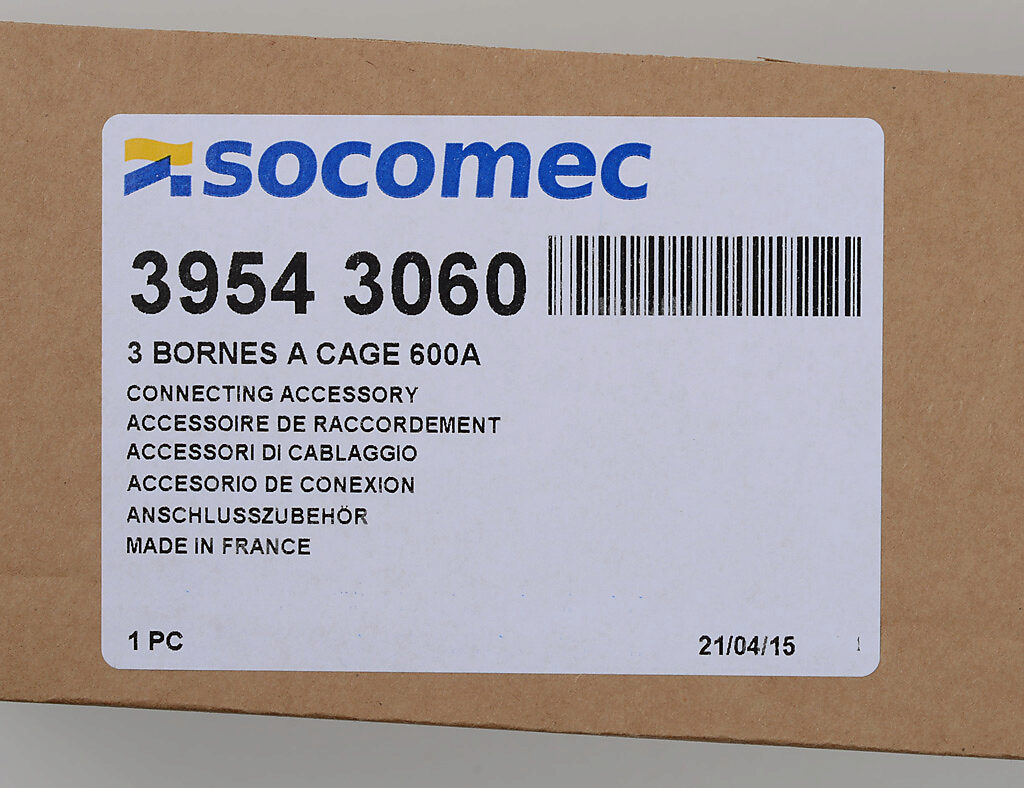 socomec
3954 3060
3 BORNES A CAGE 600A
CONNECTING ACCESSORY
ACCESSOIRE DE RACCORDEMENT
ACCESSORI DI CABLAGGIO
ACCESORIO DE CONEXION
ANSCHLUSSZUBEHÖR
MADE IN FRANCE
1 PC
21/04/15
1